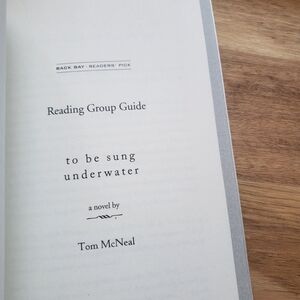 BACK BAY · READERS' PICK
Reading Group Guide
to be sung
underwater
a novel by
Tom McNeal